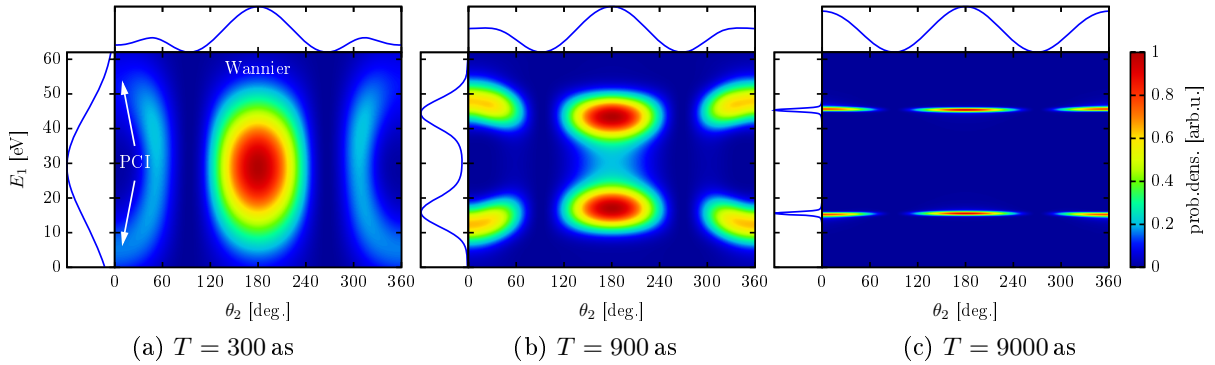 60
50
40
30
20
10
0
E₁ [eV]
Wannier
PCI
0 60 120 180 240 300 360
θ₂ [deg.]
(a) T = 300 as
0 60 120 180 240 300 360
θ₂ [deg.]
(b) T = 900 as
0 60 120 180 240 300 360
θ₂ [deg.]
(c) T = 9000 as
1
0.8
0.6
0.4
0.2
0
prob.dens. [arb.u.]